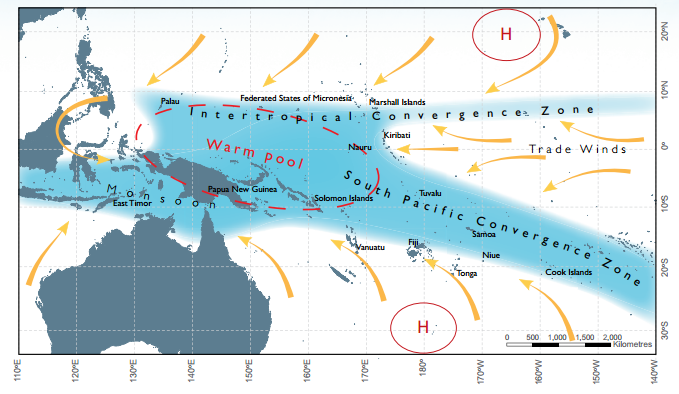 H
20°N
10°N
0°
10°S
20°S
30°S
Palau
Federated States of Micronesia
Marshall Islands
Intertropical Convergence Zone
Kiribati
Warm pool
Nauru
Trade Winds
Monsoon
East Timor
Papua New Guinea
Solomon Islands
South Pacific Convergence Zone
Tuvalu
Vanuatu
Fiji
Samoa
Niue
Tonga
Cook Islands
H
0 500 1,000 1,500 2,000
Kilometres
110°E 120°E 130°E 140°E 150°E 160°E 170°E 180° 170°W 160°W 150°W 140°W